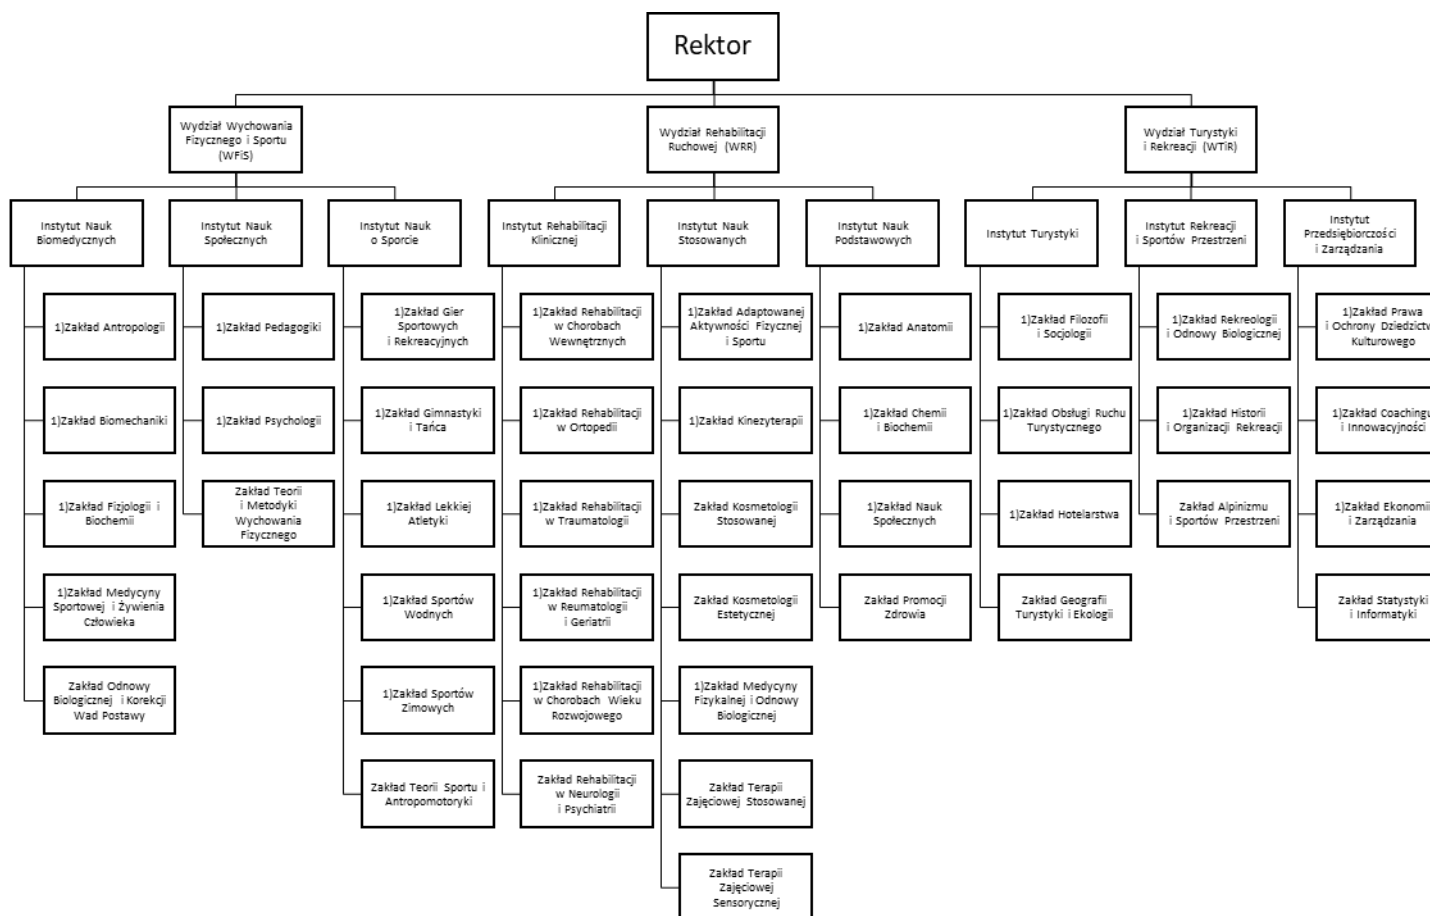 Rektor
Wydział Wychowania
Fizycznego i Sportu
(WFiS)
Wydział Rehabilitacji
Ruchowej (WRR)
Wydział Turystyki
i Rekreacji (WTiR)
Instytut Nauk
Biomedycznych
Instytut Nauk
Społecznych
Instytut Nauk
o Sporcie
Instytut Rehabilitacji
Klinicznej
Instytut Nauk
Stosowanych
Instytut Nauk
Podstawowych
Instytut Turystyki
Instytut Rekreacji
i Sportów Przestrzeni
Instytut
Przedsiębiorczości
i Zarządzania
1)Zakład Antropologii
1)Zakład Biomechaniki
1)Zakład Fizjologii i
Biochemii
1)Zakład Medycyny
Sportowej i Żywienia
Człowieka
Zakład Odnowy
Biologicznej i Korekcji
Wad Postawy
1)Zakład Pedagogiki
1)Zakład Psychologii
Zakład Teorii
i Metodyki
Wychowania
Fizycznego
1)Zakład Gier
Sportowych
i Rekreacyjnych
1)Zakład Gimnastyki
i Tańca
1)Zakład Lekkiej
Atletyki
1)Zakład Sportów
Wodnych
1)Zakład Sportów
Zimowych
Zakład Teorii Sportu i
Antropomotoryki
1)Zakład Rehabilitacji
w Chorobach
Wewnętrznych
1)Zakład Rehabilitacji
w Ortopedii
1)Zakład Rehabilitacji
w Traumatologii
1)Zakład Rehabilitacji
w Reumatologii
i Geriatrii
1)Zakład Rehabilitacji
w Chorobach Wieku
Rozwojowego
Zakład Rehabilitacji
w Neurologii
i Psychiatrii
1)Zakład Adaptowanej
Aktywności Fizycznej
i Sportu
1)Zakład Kinezyterapii
Zakład Kosmetologii
Stosowanej
Zakład Kosmetologii
Estetycznej
1)Zakład Medycyny
Fizykalnej i Odnowy
Biologicznej
Zakład Terapii
Zajęciowej Stosowanej
Zakład Terapii
Zajęciowej
Sensorycznej
1)Zakład Anatomii
1)Zakład Chemii
i Biochemii
1)Zakład Nauk
Społecznych
Zakład Promocji
Zdrowia
1)Zakład Filozofii
i Socjologii
1)Zakład Obsługi Ruchu
Turystycznego
1)Zakład Hotelarstwa
Zakład Geografii
Turystyki i Ekologii
1)Zakład Rekreologii
i Odnowy Biologicznej
1)Zakład Historii
i Organizacji Rekreacji
Zakład Alpinizmu
i Sportów Przestrzeni
1)Zakład Prawa
i Ochrony Dziedzictw
Kulturowego
1)Zakład Coachingu
i Innowacyjności
1)Zakład Ekonomii
i Zarządzania
Zakład Statystyki
i Informatyki